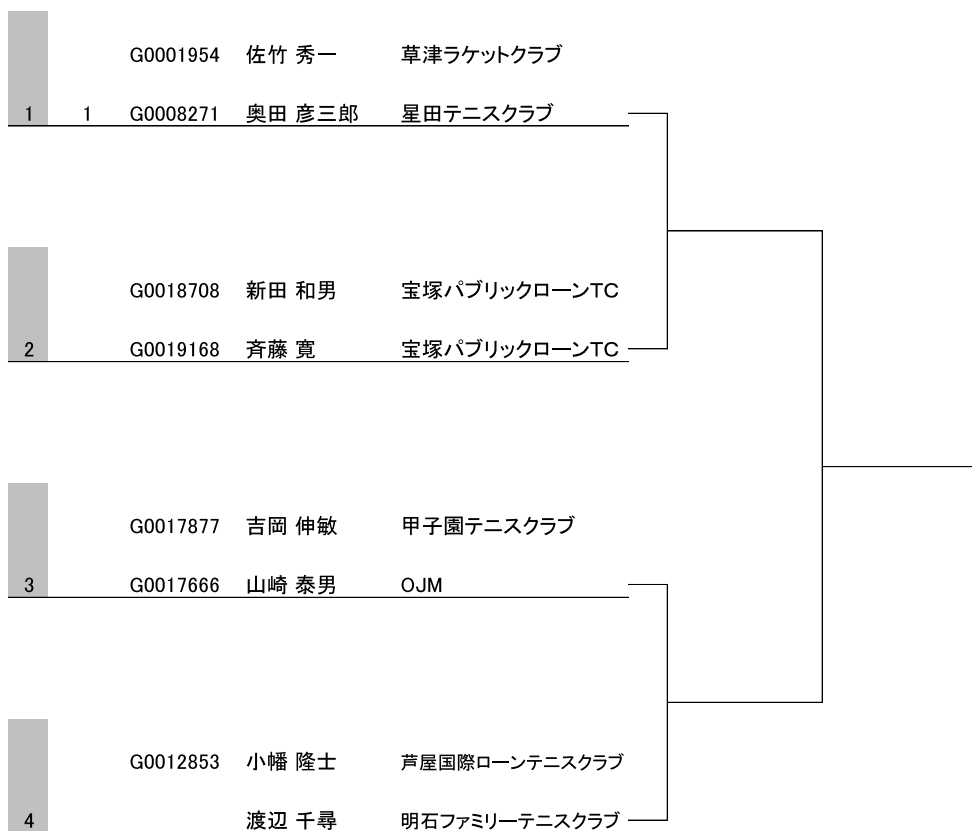 G0001954 佐竹 秀一 草津ラケットクラブ
1 1 G0008271 奥田 彦三郎 星田テニスクラブ
G0018708 新田 和男 宝塚パブリックローンTC
2 G0019168 斉藤 寛 宝塚パブリックローンTC
G0017877 吉岡 伸敏 甲子園テニスクラブ
3 G0017666 山崎 泰男 OJM
G0012853 小幡 隆士 芦屋国際ローンテニスクラブ
4 渡辺 千尋 明石ファミリーテニスクラブ